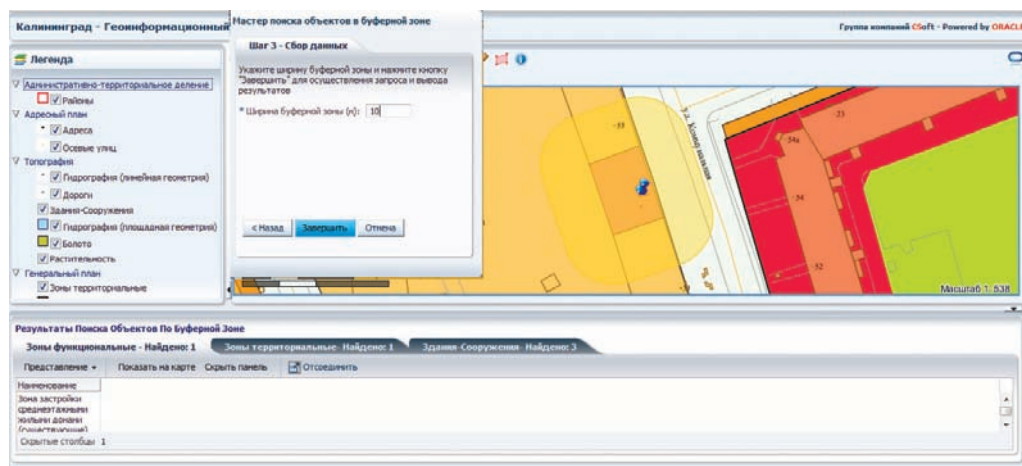 Калининград - Геоинформационный
Группа компаний CSoft - Powered by ORACL
Мастер поиска объектов в буферной зоне
Шаг 3 - Сбор данных
Укажите ширину буферной зоны и нажмите кнопку
"Завершить" для осуществления запроса и вывода
результатов
* Ширина буферной зоны (м): 10
< Назад Завершить Отмена
Легенда
Административно-территориальное деление
Районы
Адресный план
Адреса
Осевые улиц
Топография
Гидрография (линейная геометрия)
Дороги
Здания-Сооружения
Гидрография (площадная геометрия)
Болото
Растительность
Генеральный план
Зоны территориальные
Масштаб 1: 538
Результаты Поиска Объектов По Буферной Зоне
Зоны функциональные - Найдено: 1 Зоны территориальные- Найдено: 1 Здания-Сооружения- Найдено: 3
Представление Показать на карте Скрыть панель Отсоединить
Наименование
Зона застройки
среднеэтажными
жилыми домами
(существующие)
Скрытые столбцы 1